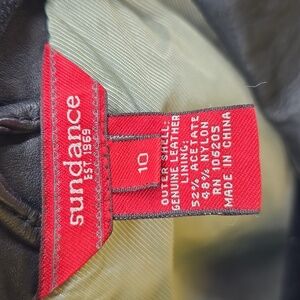 sundance
EST. 1969
10
OUTER SHELL:
GENUINE LEATHER
LINING:
52% ACETATE
48% NYLON
RN 106205
MADE IN CHINA